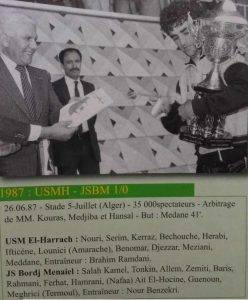 1987 : USMH - JSBM 1/0
26.06.87 - Stade 5-Juillet (Alger) - 35 000spectateurs - Arbitrage
de MM. Kouras, Medjiba et Hansal - But : Medane 41'.
USM El-Harrach : Nouri, Serim, Kerraz, Bechouche, Herabi,
Ifticène, Lounici (Amarache), Benomar, Djezzar, Meziani,
Meddane, Entraîneur : Brahim Ramdani.
JS Bordj Menaiel : Salah Kamel, Tonkin, Allem, Zemiti, Baris,
Rahmani, Ferhat, Hamrani, (Nafaa) Ait El-Hocine, Guenoun,
Meghrici (Termoul), Entraîneur : Nour Benzekri.